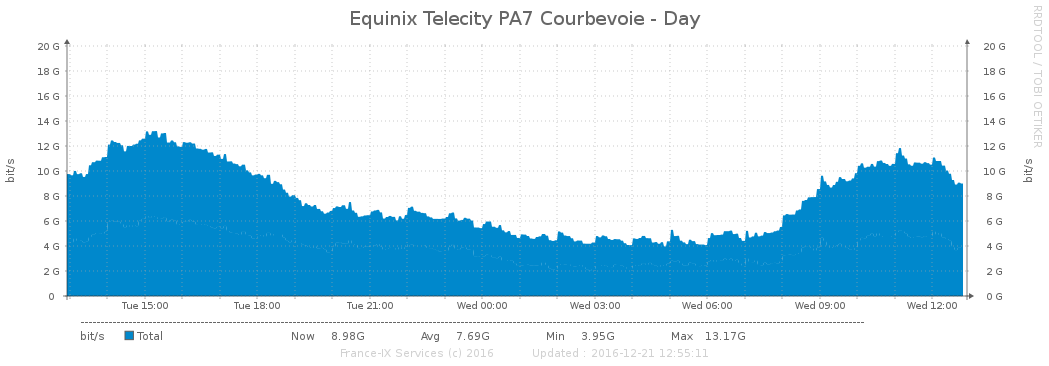 Equinix Telecity PA7 Courbevoie - Day
RRDTOOL / TOBI OETIKER
bit/s
20 G 20 G
18 G 18 G
16 G 16 G
14 G 14 G
12 G 12 G
10 G 10 G
8 G 8 G
6 G 6 G
4 G 4 G
2 G 2 G
0 0 G
bit/s
Tue 15:00 Tue 18:00 Tue 21:00 Wed 00:00 Wed 03:00 Wed 06:00 Wed 09:00 Wed 12:00
bit/s Total Now 8.98G Avg 7.69G Min 3.95G Max 13.17G
France-IX Services (c) 2016 Updated : 2016-12-21 12:55:11